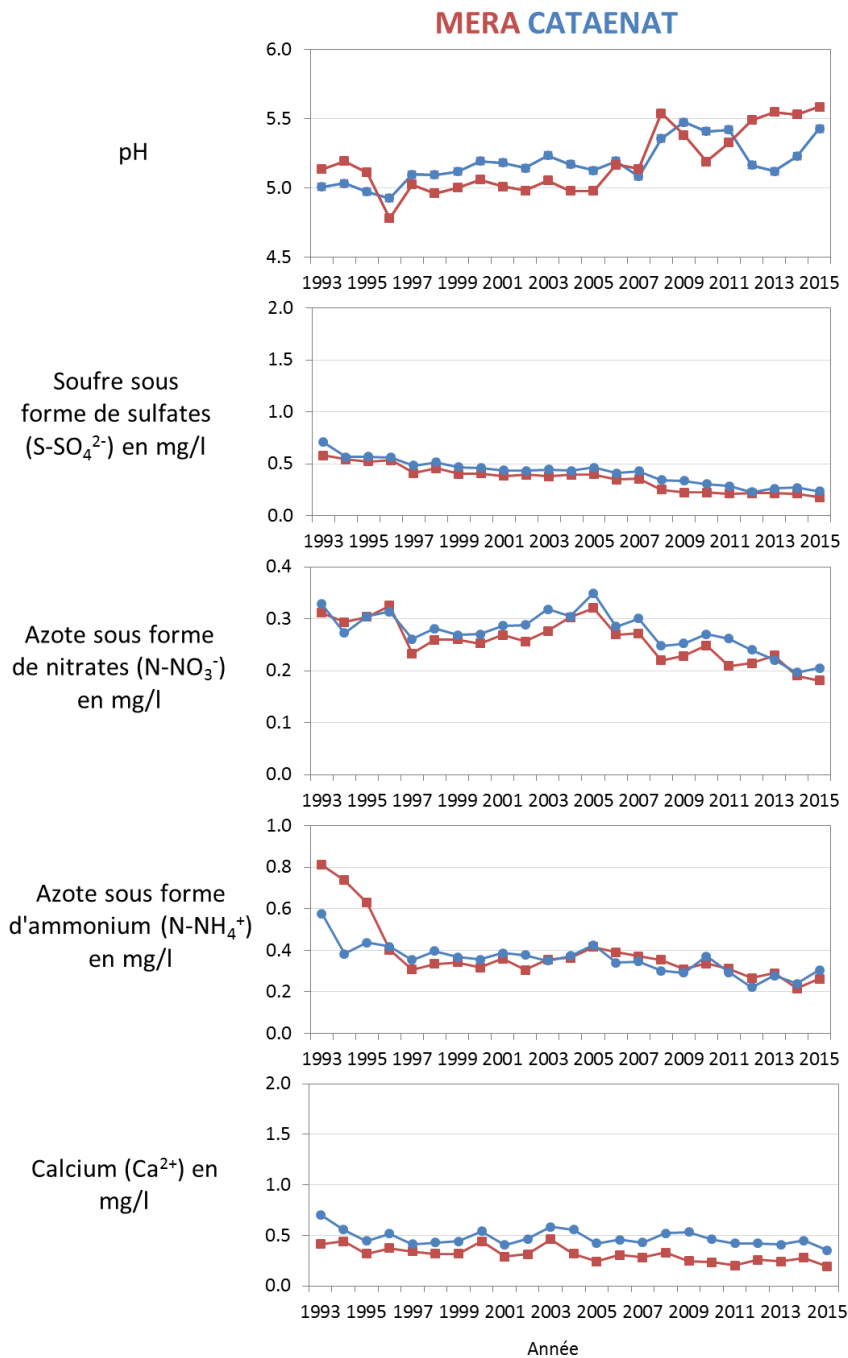 MERA CATAENAT
pH
6.0
5.5
5.0
4.5
1993 1995 1997 1999 2001 2003 2005 2007 2009 2011 2013 2015
Soufre sous
forme de sulfates
(S-SO₄²⁻) en mg/l
2.0
1.5
1.0
0.5
0.0
1993 1995 1997 1999 2001 2003 2005 2007 2009 2011 2013 2015
Azote sous forme
de nitrates (N-NO₃⁻)
en mg/l
0.4
0.3
0.2
0.1
0.0
1993 1995 1997 1999 2001 2003 2005 2007 2009 2011 2013 2015
Azote sous forme
d'ammonium (N-NH₄⁺)
en mg/l
1.0
0.8
0.6
0.4
0.2
0.0
1993 1995 1997 1999 2001 2003 2005 2007 2009 2011 2013 2015
Calcium (Ca²⁺) en
mg/l
2.0
1.5
1.0
0.5
0.0
1993 1995 1997 1999 2001 2003 2005 2007 2009 2011 2013 2015
Année